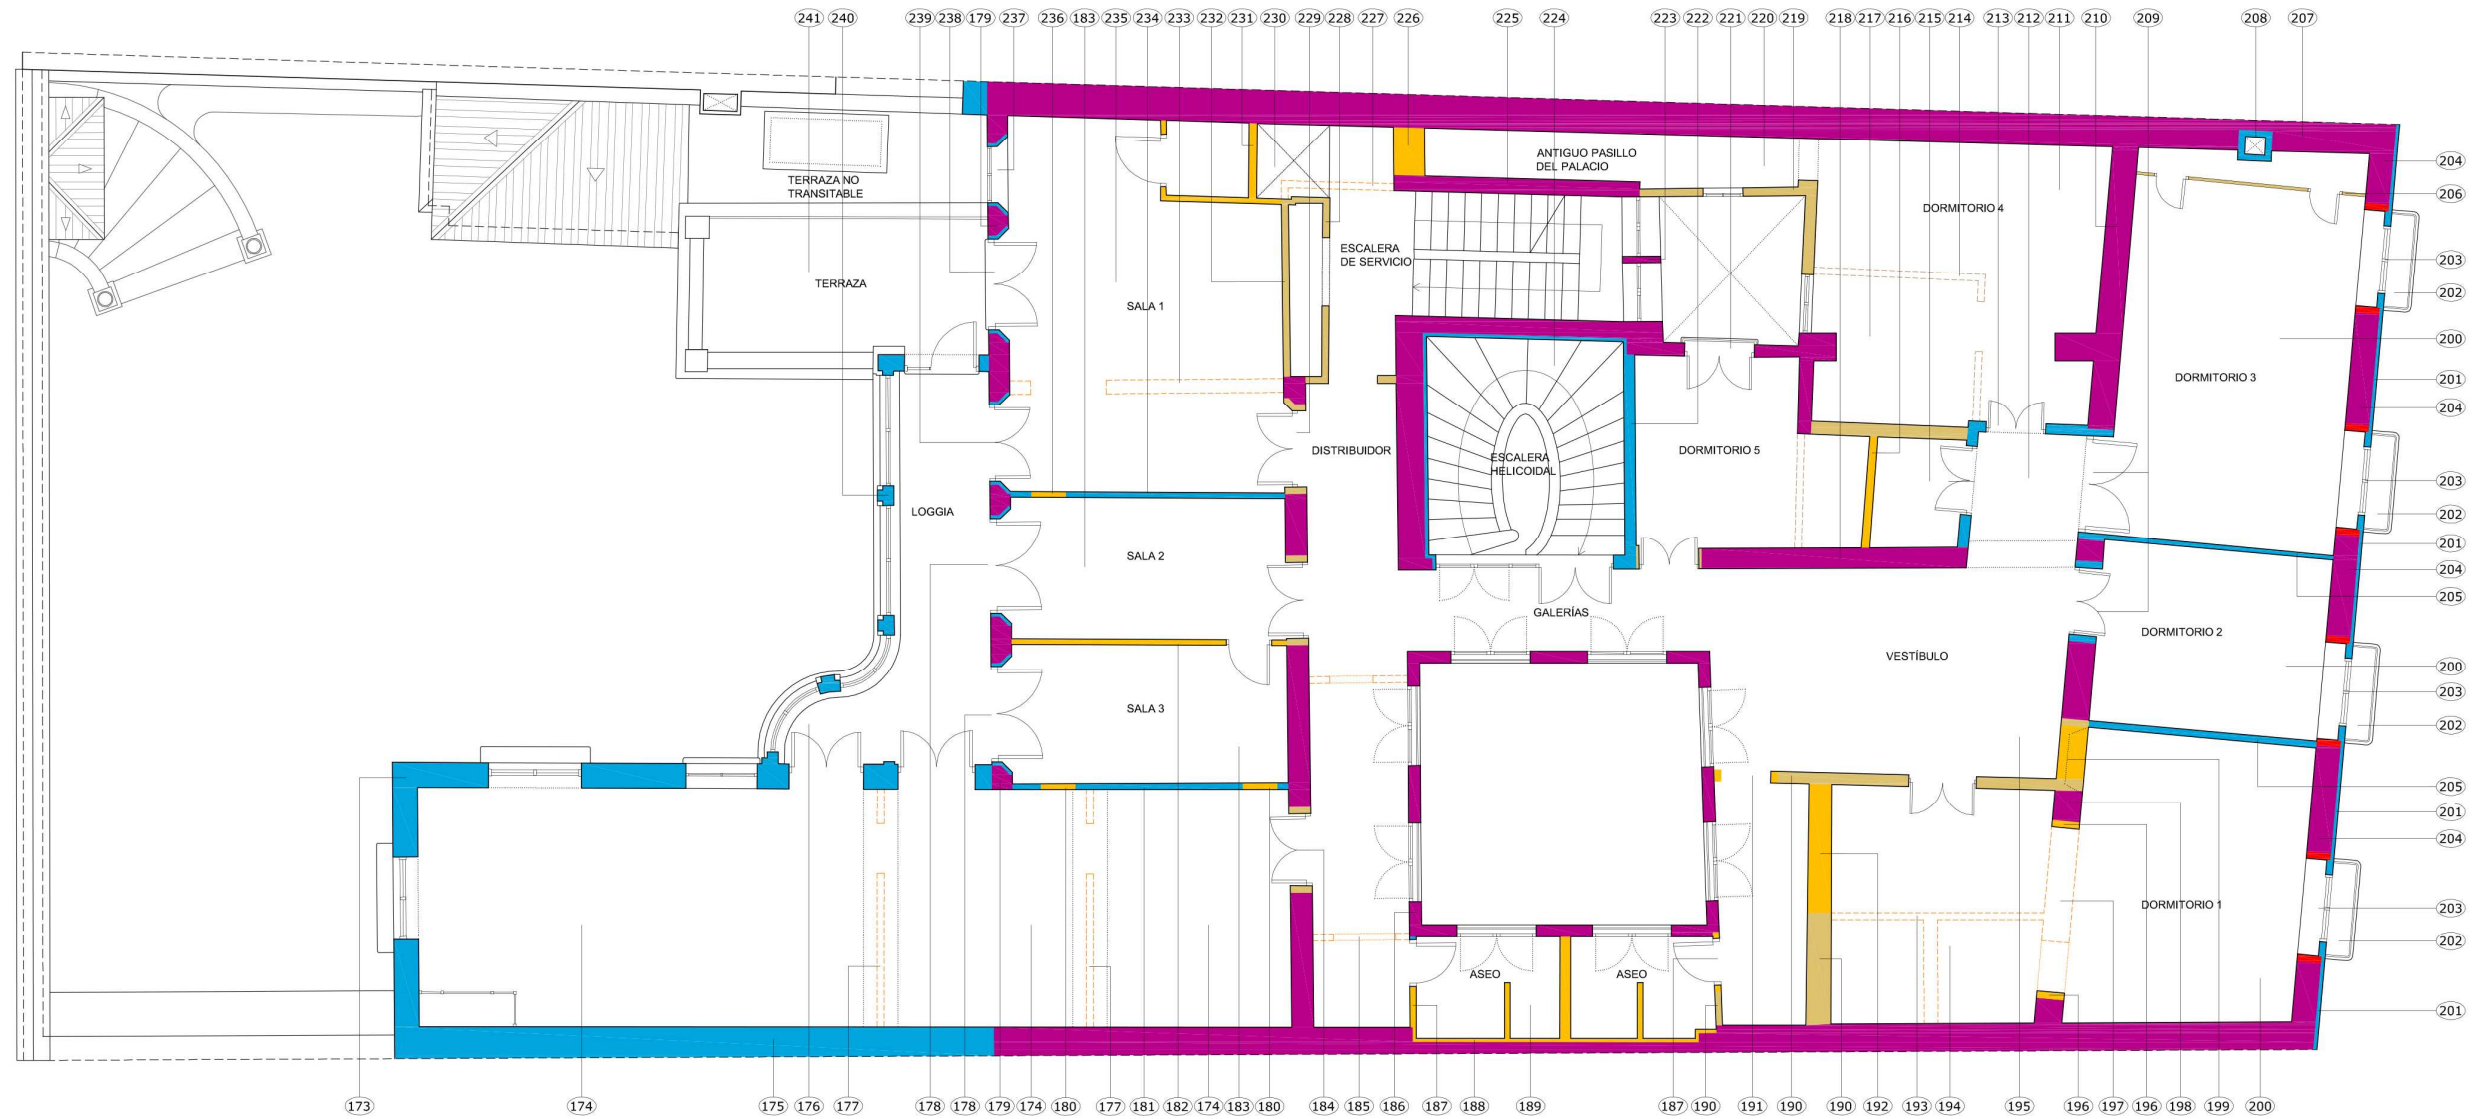 241 240 239 238 179 237 236 183 235 234 233 232 231 230 229 228 227 226 225 224 223 222 221 220 219 218 217 216 215 214 213 212 211 210 209 208 207
ANTIGUO PASILLO
DEL PALACIO
204
TERRAZA NO
TRANSITABLE
206
DORMITORIO 4
ESCALERA
DE SERVICIO
203
TERRAZA
202
SALA 1
200
DORMITORIO 3
201
204
DISTRIBUIDOR
DORMITORIO 5
ESCALERA
HELICOIDAL
203
LOGGIA
202
201
SALA 2
204
205
GALERÍAS
DORMITORIO 2
VESTÍBULO
200
203
SALA 3
202
205
201
204
DORMITORIO 1
203
202
ASEO
ASEO
201
173 174 175 176 177 178 178 179 174 180 177 181 182 174 183 180 184 185 186 187 188 189 187 190 191 190 190 192 193 194 195 196 197 196 198 199 200